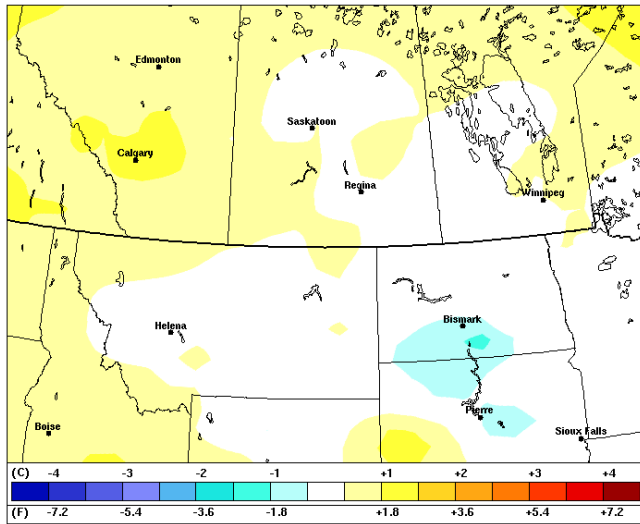 Edmonton
Saskatoon
Calgary
Regina
Winnipeg
Helena
Bismark
Pierre
Boise
Sioux Falls
(C) -4 -3 -2 -1 +1 +2 +3 +4
(F) -7.2 -5.4 -3.6 -1.8 +1.8 +3.6 +5.4 +7.2